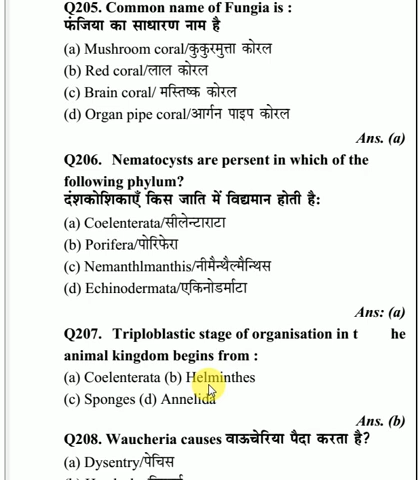 Q205. Common name of Fungia is :
फंजिया का साधारण नाम है
(a) Mushroom coral/कुकुरमुत्ता कोरल
(b) Red coral/लाल कोरल
(c) Brain coral/ मस्तिष्क कोरल
(d) Organ pipe coral/आर्गन पाइप कोरल
Ans. (a)
Q206. Nematocysts are persent in which of the
following phylum?
दंशकोशिकाएँ किस जाति में विद्यमान होती है:
(a) Coelenterata/सीलेन्टाराटा
(b) Porifera/पोरिफेरा
(c) Nemanthlmanthis/नीमैन्थैल्मैन्थिस
(d) Echinodermata/एकिनोडर्माटा
Ans: (a)
Q207. Triploblastic stage of organisation in t he
animal kingdom begins from :
(a) Coelenterata (b) Helminthes
(c) Sponges (d) Annelida
Ans. (b)
Q208. Waucheria causes वाऊचेरिया पैदा करता है?
(a) Dysentry/पेचिस